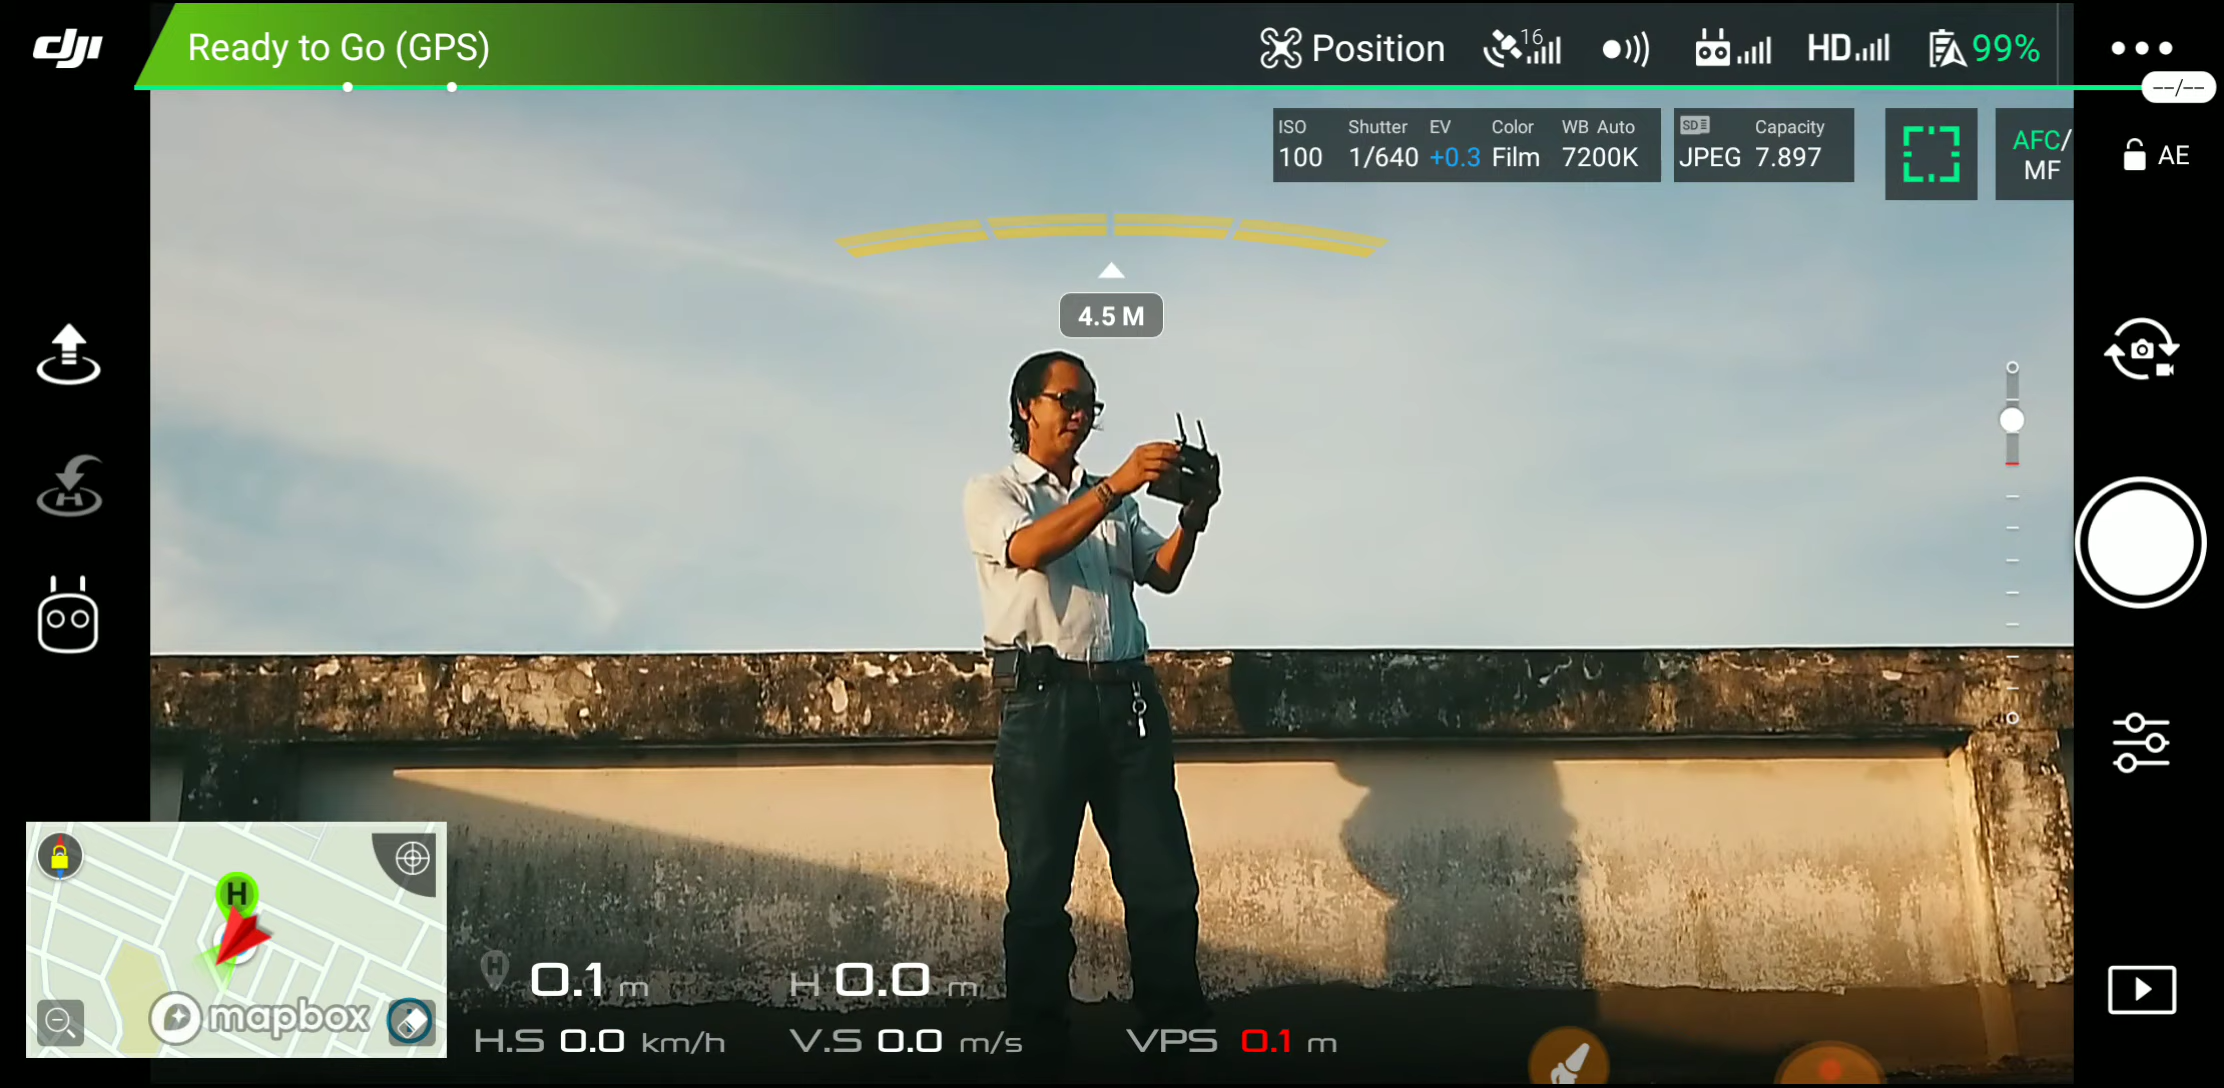 dji
Ready to Go (GPS)
Position
16
HD
99%
--/--
ISO Shutter EV Color WB Auto
100 1/640 +0.3 Film 7200K
SD Capacity
JPEG 7.897
AFC/
MF
AE
4.5 M
H
H
mapbox
H 0.1 m H 0.0 m
H.S 0.0 km/h V.S 0.0 m/s VPS 0.1 m